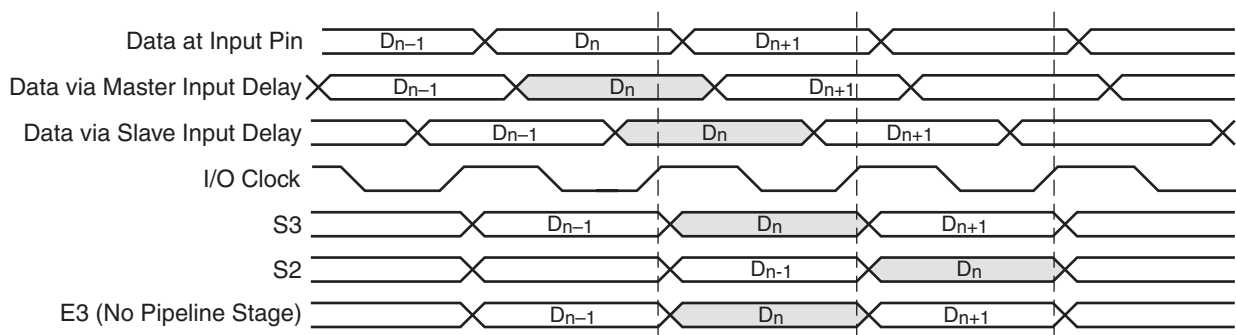 Data at Input Pin Dn–1 Dn Dn+1
Data via Master Input Delay Dn–1 Dn Dn+1
Data via Slave Input Delay Dn–1 Dn Dn+1
I/O Clock
S3 Dn–1 Dn Dn+1
S2 Dn-1 Dn
E3 (No Pipeline Stage) Dn–1 Dn Dn+1